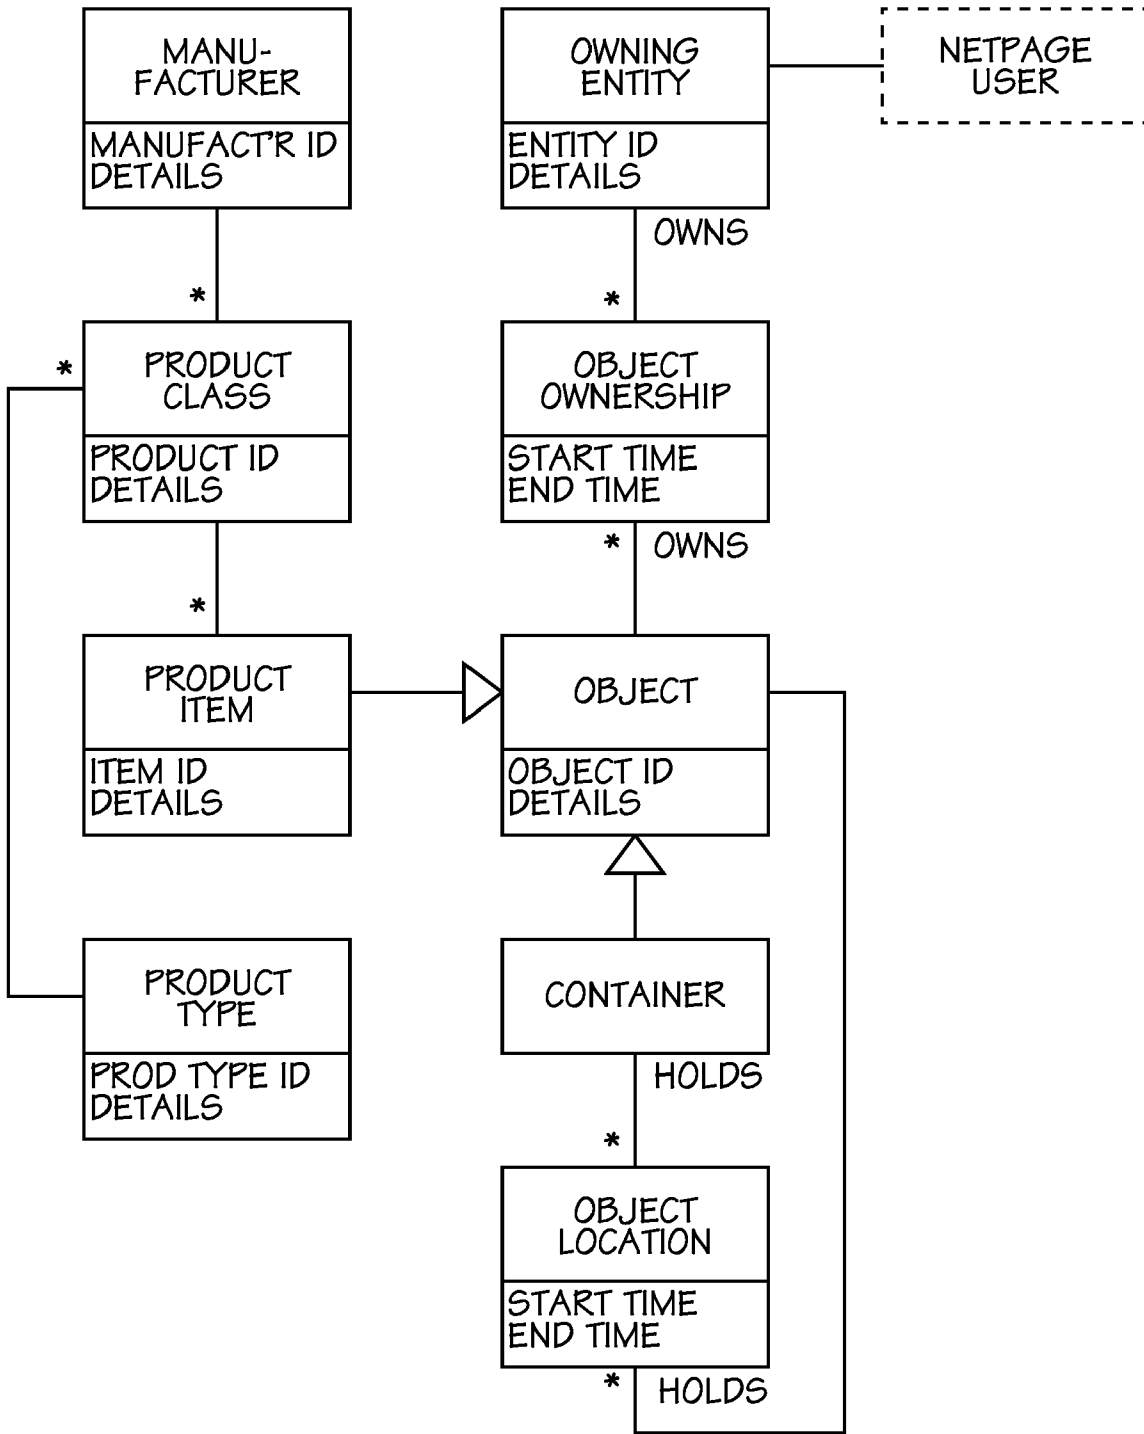 MANU-
FACTURER
MANUFACT'R ID
DETAILS
OWNING
ENTITY
ENTITY ID
DETAILS
NETPAGE
USER
OWNS
*
*
PRODUCT
CLASS
PRODUCT ID
DETAILS
*
OBJECT
OWNERSHIP
START TIME
END TIME
* OWNS
*
PRODUCT
ITEM
ITEM ID
DETAILS
OBJECT
OBJECT ID
DETAILS
PRODUCT
TYPE
PROD TYPE ID
DETAILS
CONTAINER
HOLDS
*
OBJECT
LOCATION
START TIME
END TIME
* HOLDS